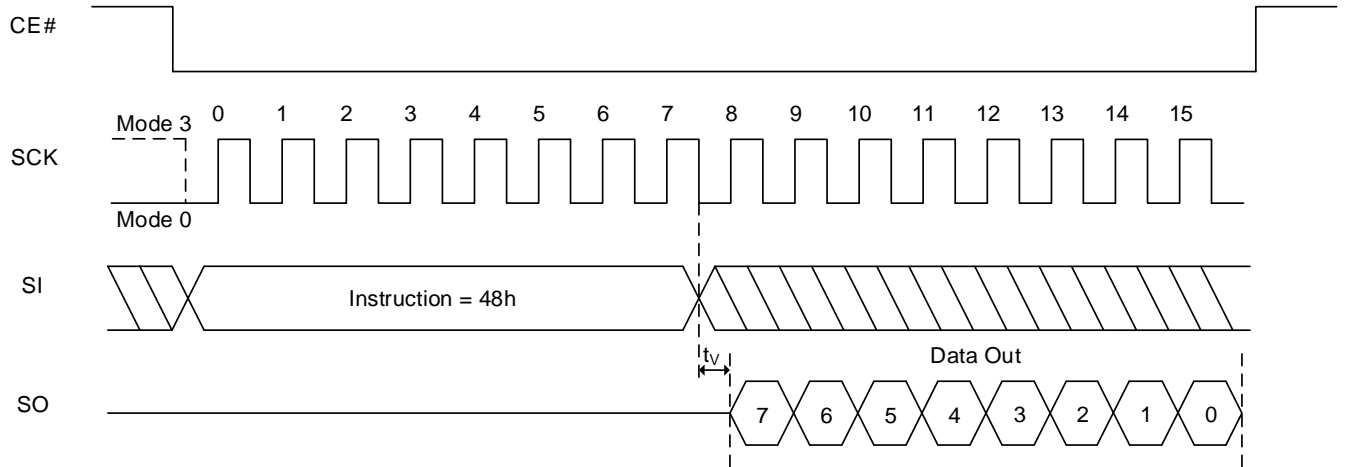 CE#
Mode 3 0 1 2 3 4 5 6 7 8 9 10 11 12 13 14 15
SCK
Mode 0
SI
Instruction = 48h
tV Data Out
SO
7 6 5 4 3 2 1 0